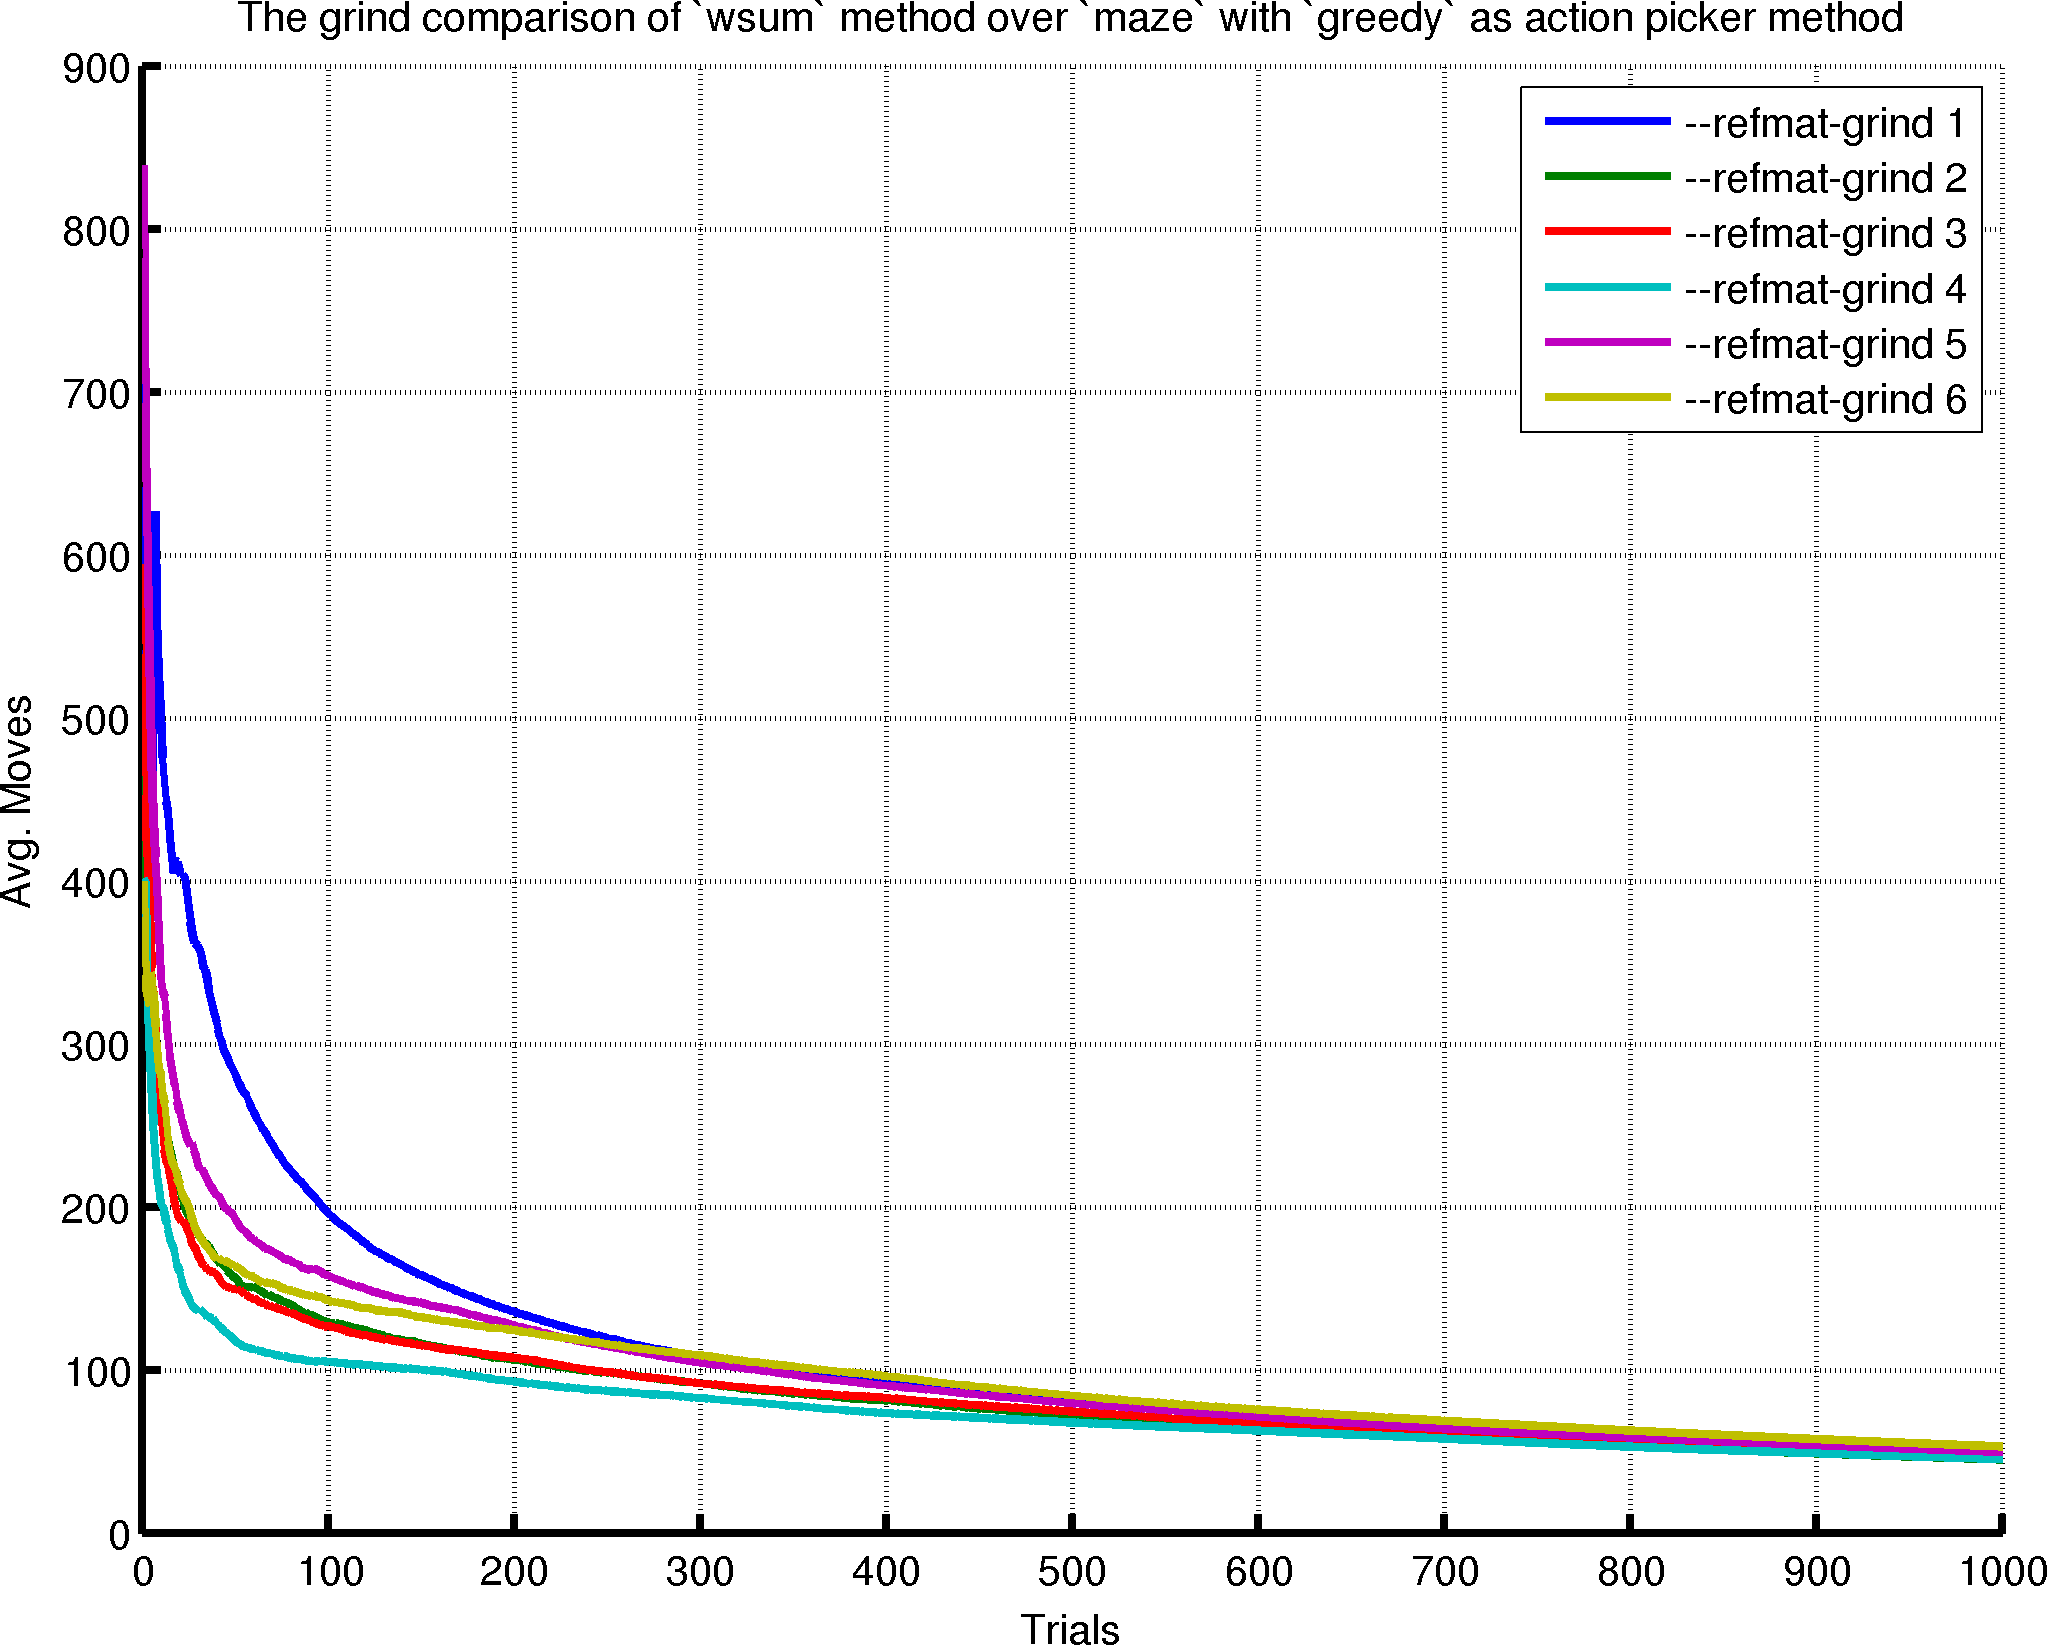 The grind comparison of `wsum` method over `maze` with `greedy` as action picker method
900
800
700
600
500
400
300
200
100
0
Avg. Moves
--refmat-grind 1
--refmat-grind 2
--refmat-grind 3
--refmat-grind 4
--refmat-grind 5
--refmat-grind 6
0 100 200 300 400 500 600 700 800 900 1000
Trials